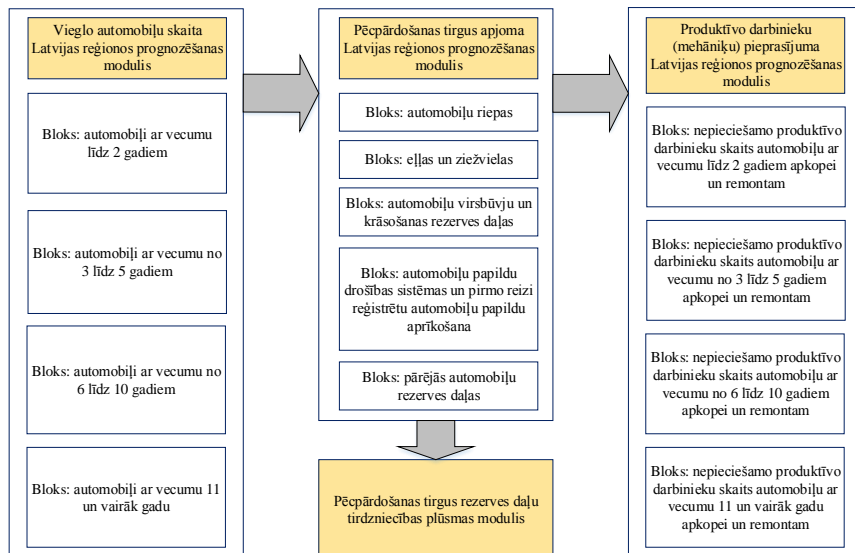 Vieglo automobiļu skaita
Latvijas reģionos prognozēšanas
modulis
Bloks: automobiļi ar vecumu
līdz 2 gadiem
Bloks: automobiļi ar vecumu no
3 līdz 5 gadiem
Bloks: automobiļi ar vecumu no
6 līdz 10 gadiem
Bloks: automobiļi ar vecumu 11
un vairāk gadu
Pēcpārdošanas tirgus apjoma
Latvijas reģionos prognozēšanas
modulis
Bloks: automobiļu riepas
Bloks: eļļas un ziežvielas
Bloks: automobiļu virsbūvju un
krāsošanas rezerves daļas
Bloks: automobiļu papildu
drošības sistēmas un pirmo reizi
reģistrētu automobiļu papildu
aprīkošana
Bloks: pārējās automobiļu
rezerves daļas
Pēcpārdošanas tirgus rezerves daļu
tirdzniecības plūsmas modulis
Produktīvo darbinieku
(mehāniķu) pieprasījuma
Latvijas reģionos prognozēšanas
modulis
Bloks: nepieciešamo produktīvo
darbinieku skaits automobiļu ar
vecumu līdz 2 gadiem apkopei
un remontam
Bloks: nepieciešamo produktīvo
darbinieku skaits automobiļu ar
vecumu no 3 līdz 5 gadiem
apkopei un remontam
Bloks: nepieciešamo produktīvo
darbinieku skaits automobiļu ar
vecumu no 6 līdz 10 gadiem
apkopei un remontam
Bloks: nepieciešamo produktīvo
darbinieku skaits automobiļu ar
vecumu 11 un vairāk gadu
apkopei un remontam